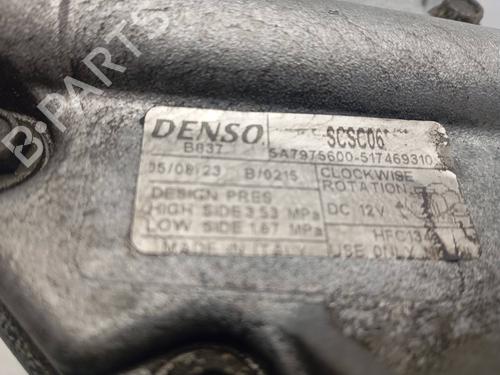 B-PARTS
DENSO SCSC06
B837 5A7975600-517469310
05/08/23 B/0215 CLOCKWISE
ROTATION
DESIGN PRES
HIGH SIDE 3.53 MPa DC 12V
LOW SIDE 1.67 MPa HFC134
MADE IN ITALY USE ONLY